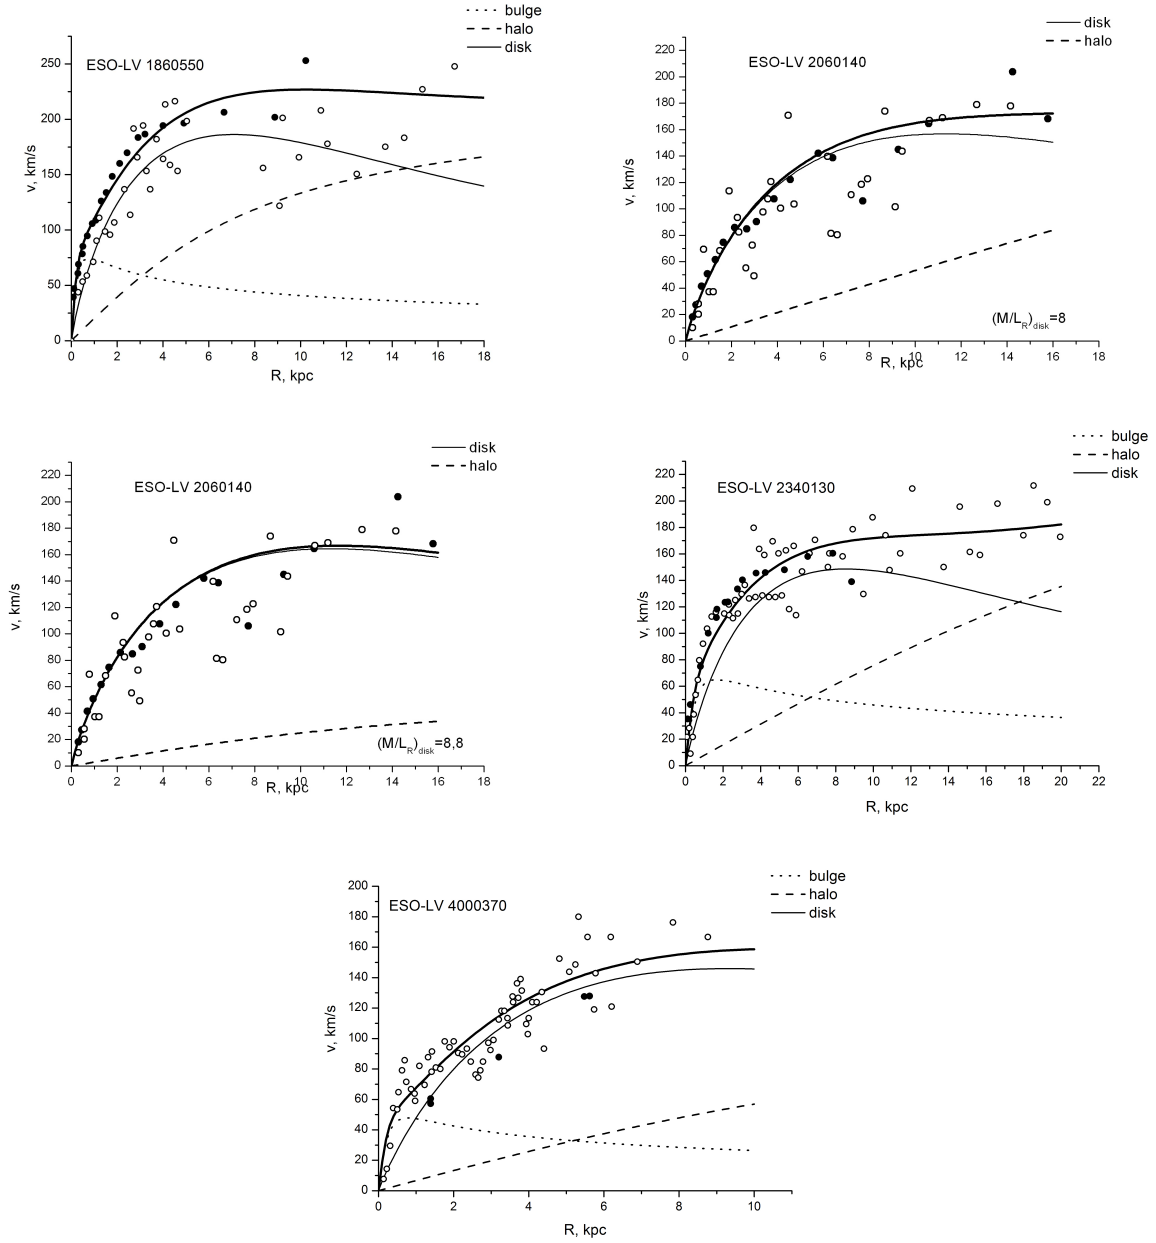 bulge
halo
disk
ESO-LV 1860550
250
200
150
100
50
0
v, km/s
0 2 4 6 8 10 12 14 16 18
R, kpc
disk
halo
ESO-LV 2060140
220
200
180
160
140
120
100
80
60
40
20
0
v, km/s
(M/L_R)_disk=8
0 2 4 6 8 10 12 14 16 18
R, kpc
disk
halo
ESO-LV 2060140
220
200
180
160
140
120
100
80
60
40
20
0
v, km/s
(M/L_R)_disk=8,8
0 2 4 6 8 10 12 14 16 18
R, kpc
bulge
halo
disk
ESO-LV 2340130
220
200
180
160
140
120
100
80
60
40
20
0
v, km/s
0 2 4 6 8 10 12 14 16 18 20 22
R, kpc
bulge
halo
disk
ESO-LV 4000370
200
180
160
140
120
100
80
60
40
20
0
v, km/s
0 2 4 6 8 10
R, kpc